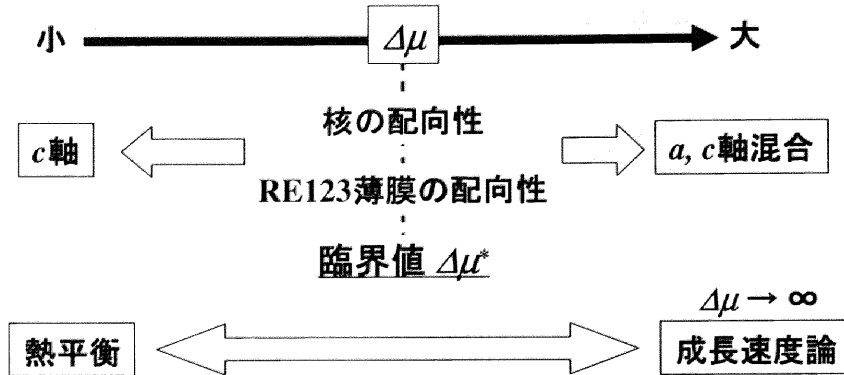 小 Δμ 大
核の配向性
c軸 a, c軸混合
RE123薄膜の配向性
臨界値 Δμ*
Δμ → ∞
熱平衡 成長速度論